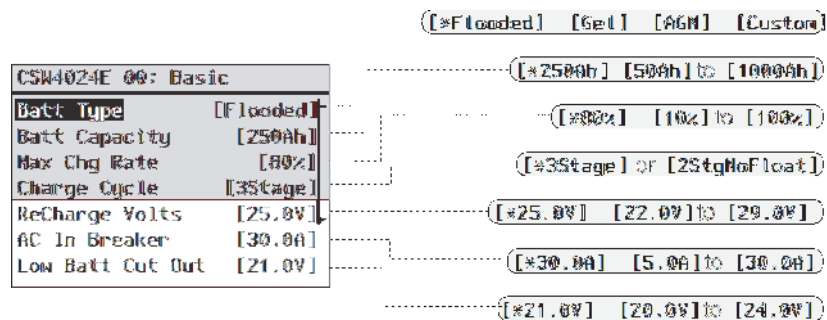 [*Flooded] [Gel] [AGM] [Custom]
CSW4024E 00: Basic
[*250Ah] [50Ah] to [1000Ah]
Batt Type [Flooded]
Batt Capacity [250Ah]
[*80%] [10%] to [100%]
Max Chg Rate [80%]
Charge Cycle [3Stage]
[*3Stage] or [2StgNoFloat]
ReCharge Volts [25.0V]
[*25.0V] [22.0V] to [29.0V]
AC In Breaker [30.0A]
Low Batt Cut Out [21.0V]
[*30.0A] [5.0A] to [30.0A]
[*21.0V] [20.0V] to [24.0V]